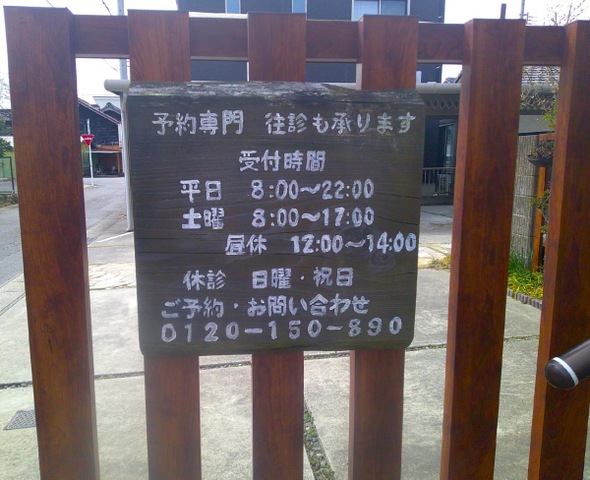 予約専門 往診も承ります
受付時間
平日 8:00〜22:00
土曜 8:00〜17:00
昼休 12:00〜14:00
休診 日曜・祝日
ご予約・お問い合わせ
0120-150-890